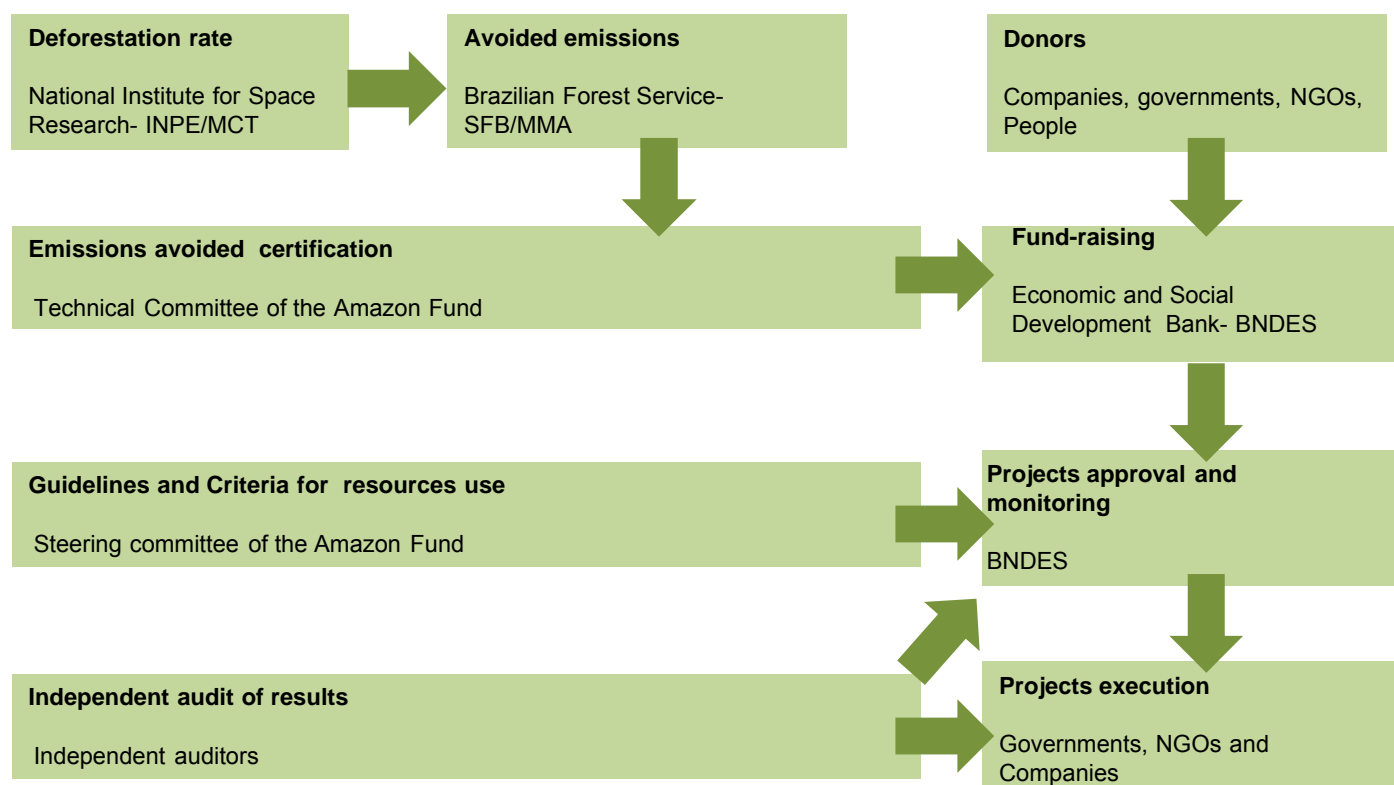 Deforestation rate
National Institute for Space
Research- INPE/MCT
Avoided emissions
Brazilian Forest Service-
SFB/MMA
Donors
Companies, governments, NGOs,
People
Emissions avoided certification
Technical Committee of the Amazon Fund
Fund-raising
Economic and Social
Development Bank- BNDES
Guidelines and Criteria for resources use
Steering committee of the Amazon Fund
Projects approval and
monitoring
BNDES
Independent audit of results
Independent auditors
Projects execution
Governments, NGOs and
Companies